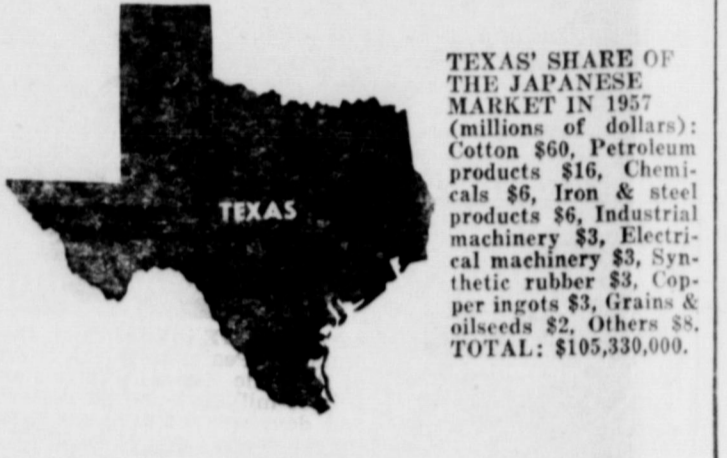 TEXAS
TEXAS' SHARE OF
THE JAPANESE
MARKET IN 1957
(millions of dollars):
Cotton $60, Petroleum
products $16, Chemi-
cals $6, Iron & steel
products $6, Industrial
machinery $3, Electri-
cal machinery $3, Syn-
thetic rubber $3, Cop-
per ingots $3, Grains &
oilseeds $2, Others $8.
TOTAL: $105,330,000.